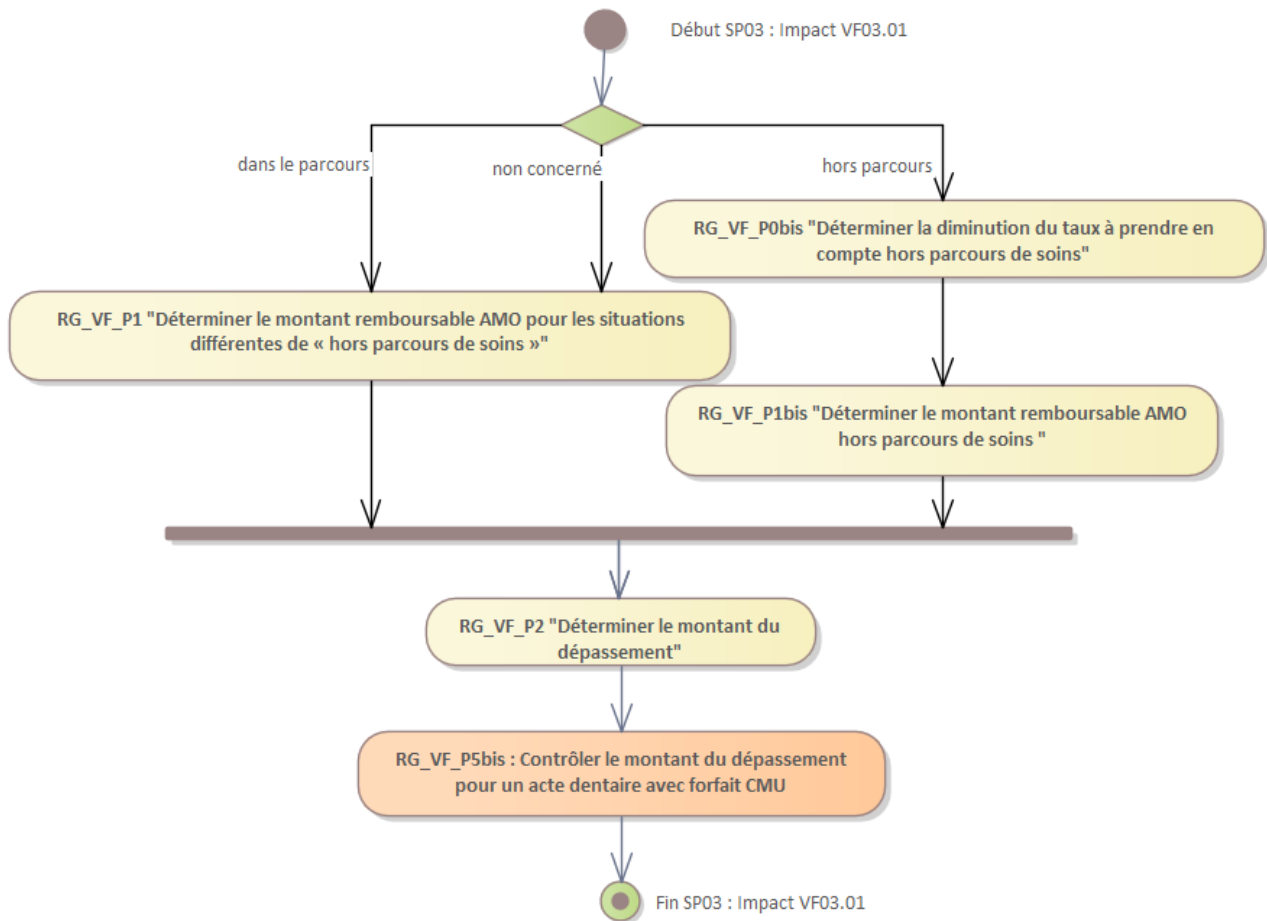 Début SP03 : Impact VF03.01
dans le parcours
non concerné
hors parcours
RG_VF_P0bis "Déterminer la diminution du taux à prendre en
compte hors parcours de soins"
RG_VF_P1 "Déterminer le montant remboursable AMO pour les situations
différentes de « hors parcours de soins »"
RG_VF_P1bis "Déterminer le montant remboursable AMO
hors parcours de soins "
RG_VF_P2 "Déterminer le montant du
dépassement"
RG_VF_P5bis : Contrôler le montant du dépassement
pour un acte dentaire avec forfait CMU
Fin SP03 : Impact VF03.01